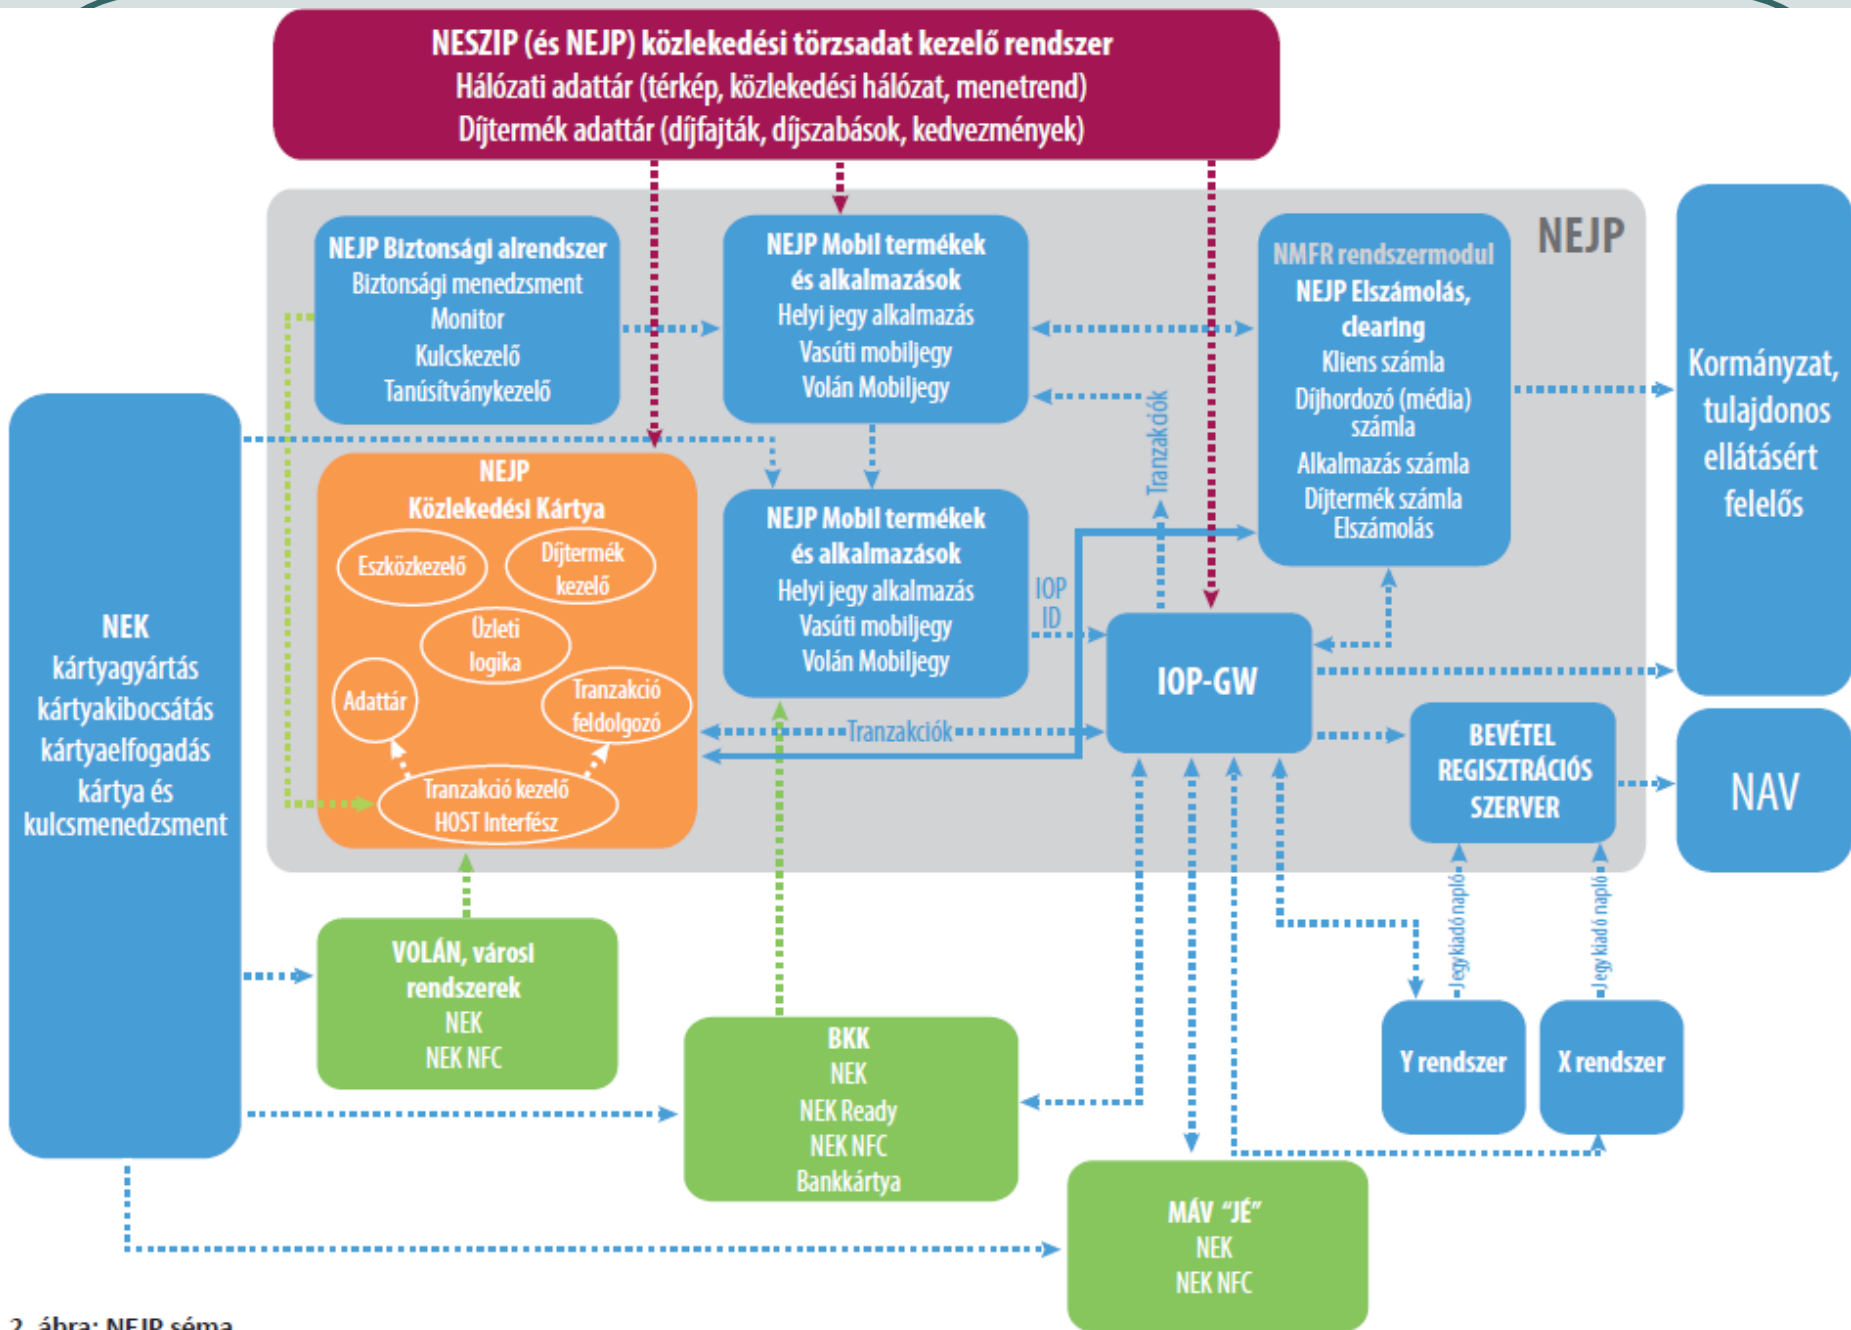 NESZIP (és NEJP) közlekedési törzsadat kezelő rendszer
Hálózati adattár (térkép, közlekedési hálózat, menetrend)
Díjtermék adattár (díjfajták, díjszabások, kedvezmények)
NEJP
NEJP Biztonsági alrendszer
Biztonsági menedzsment
Monitor
Kulcskezelő
Tanúsítványkezelő
NEJP Mobil termékek
és alkalmazások
Helyi jegy alkalmazás
Vasúti mobiljegy
Volán Mobiljegy
NMFR rendszermodul
NEJP Elszámolás,
clearing
Kliens számla
Díjhordozó (média)
számla
Alkalmazás számla
Díjtermék számla
Elszámolás
Kormányzat,
tulajdonos
ellátásért
felelős
NEK
kártyagyártás
kártyakibocsátás
kártyaelfogadás
kártya és
kulcsmenedzsment
NEJP
Közlekedési Kártya
Eszközkezelő
Díjtermék
kezelő
Üzleti
logika
Adattár
Tranzakció
feldolgozó
Tranzakció kezelő
HOST Interfész
NEJP Mobil termékek
és alkalmazások
Helyi jegy alkalmazás
Vasúti mobiljegy
Volán Mobiljegy
Tranzakciók
IOP
ID
IOP-GW
Tranzakciók
BEVÉTEL
REGISZTRÁCIÓS
SZERVER
NAV
Jegykiadó napló
Jegykiadó napló
VOLÁN, városi
rendszerek
NEK
NEK NFC
BKK
NEK
NEK Ready
NEK NFC
Bankkártya
Y rendszer
X rendszer
MÁV “JÉ”
NEK
NEK NFC
2. ábra: NEJP séma